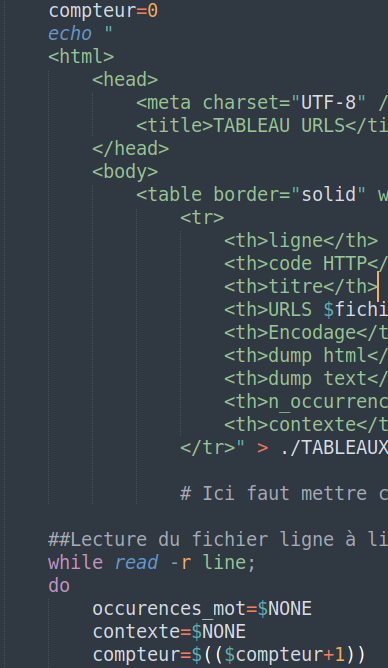 compteur=0
echo "
<html>
<head>
<meta charset="UTF-8" /
<title>TABLEAU URLS</ti
</head>
<body>
<table border="solid" w
<tr>
<th>ligne</th>
<th>code HTTP</
<th>titre</th>
<th>URLS $fichi
<th>Encodage</t
<th>dump html</
<th>dump text</
<th>n_occurrenc
<th>contexte</t
</tr>" > ./TABLEAUX
# Ici faut mettre c
##Lecture du fichier ligne à li
while read -r line;
do
occurences_mot=$NONE
contexte=$NONE
compteur=$(($compteur+1))